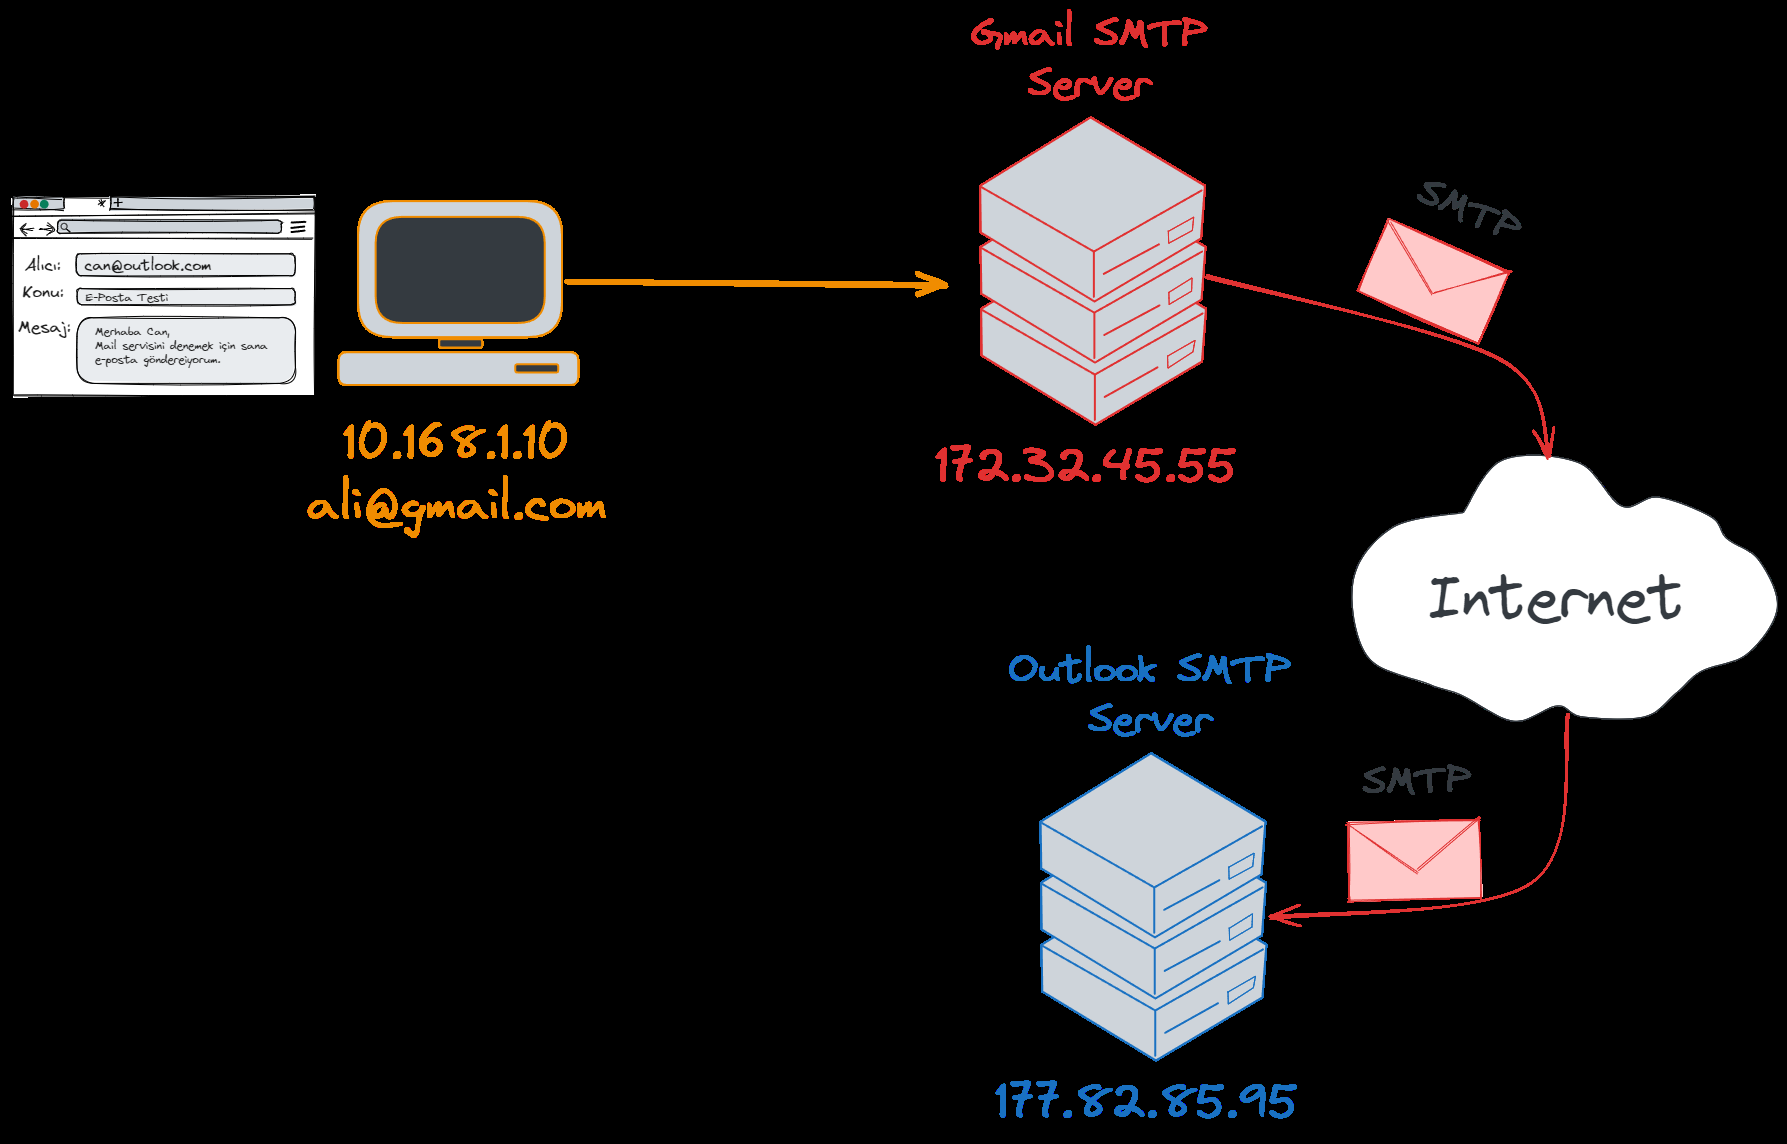 Gmail SMTP
Server
SMTP
Alıcı: can@outlook.com
Konu: E-Posta Testi
Mesaj: Merhaba Can,
Mail servisini denemek için sana
e-posta göndereiyorum.
10.168.1.10
ali@gmail.com
172.32.45.55
Internet
Outlook SMTP
Server
SMTP
177.82.85.95